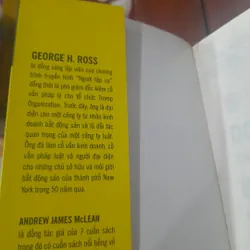 GEORGE H. ROSS
là đồng sáng lập viên của chương
trình truyền hình "Người tập sự"
đồng thời là phó giám đốc kiêm cố
vấn pháp lý cho tổ chức Tương
Organization. Trước đây, ông là đại
diện cho một công ty tư nhân kinh
doanh bất động sản và là đối tác
quan trọng của một công ty luật.
Ông đã làm cố vấn kinh doanh, cố
vấn pháp luật và người đại diện
cho những chủ sở hữu và môi giới
bất động sản của thành phố New
York trong 50 năm qua.
ANDREW JAMES McLEAN
là đồng tác giả của 7 cuốn sách
trong đó có cuốn sách nổi tiếng về